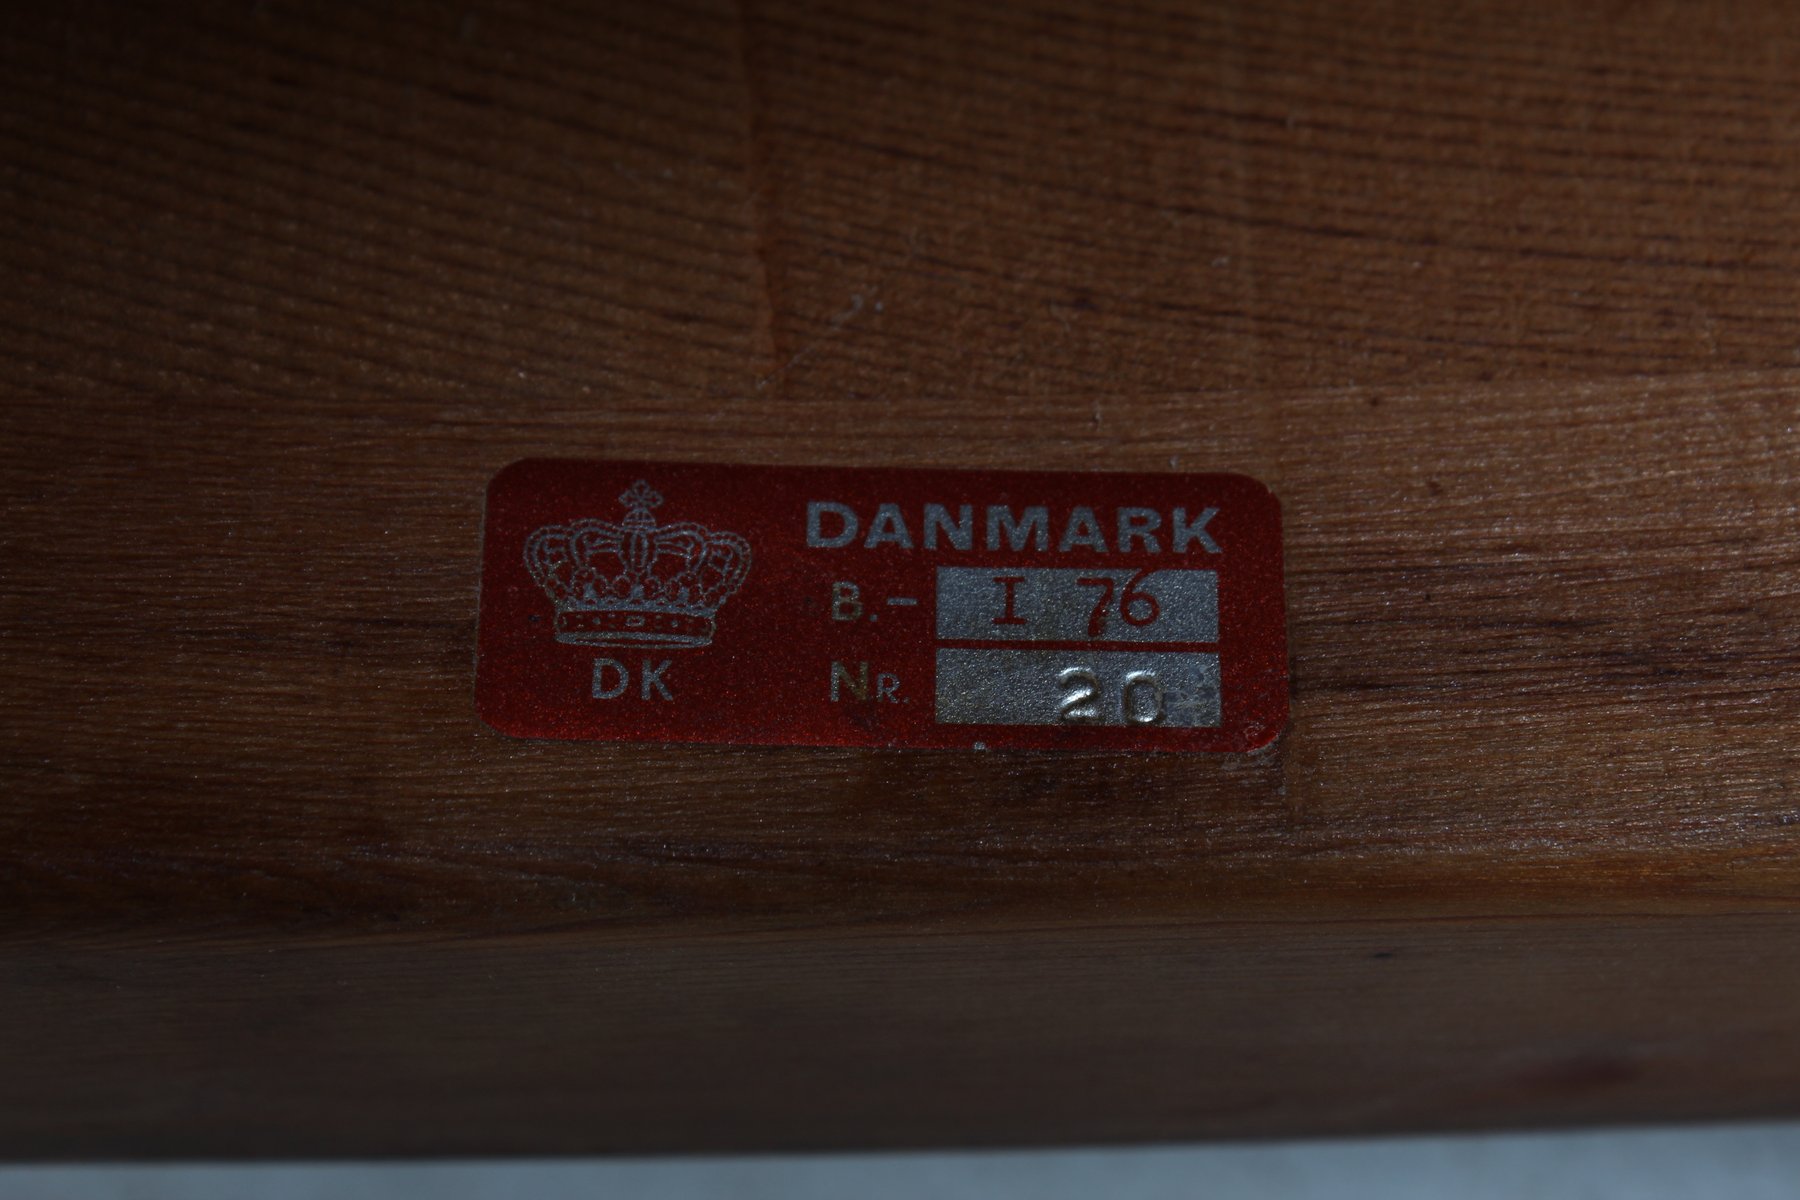 DK
DANMARK
B.- I 76
NR. 20